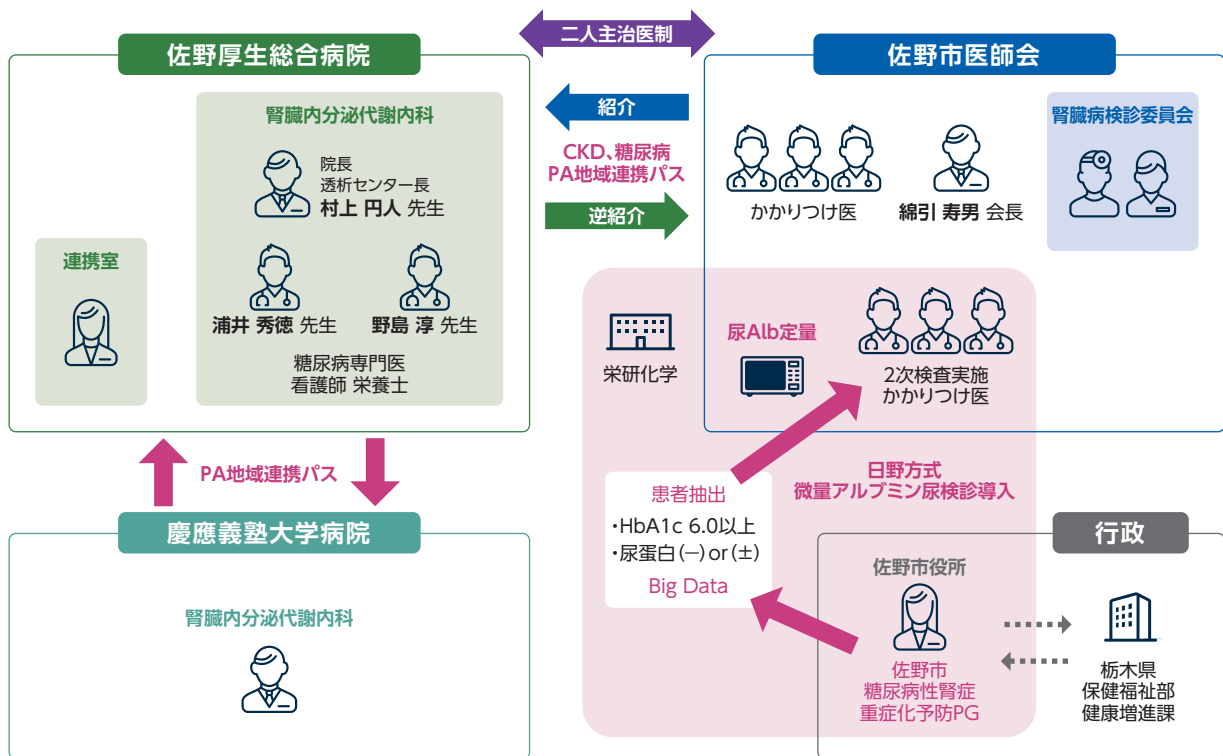 二人主治医制
佐野厚生総合病院
腎臓内分泌代謝内科
院長
透析センター長
村上 円人 先生
連携室
浦井 秀徳 先生
野島 淳 先生
糖尿病専門医
看護師 栄養士
紹介
CKD、糖尿病
PA地域連携パス
逆紹介
佐野市医師会
かかりつけ医
綿引 寿男 会長
腎臓病検診委員会
栄研化学
尿Alb定量
2次検査実施
かかりつけ医
日野方式
微量アルブミン尿検診導入
患者抽出
・HbA1c 6.0以上
・尿蛋白(−)or(±)
Big Data
PA地域連携パス
慶應義塾大学病院
腎臓内分泌代謝内科
行政
佐野市役所
佐野市
糖尿病性腎症
重症化予防PG
栃木県
保健福祉部
健康増進課